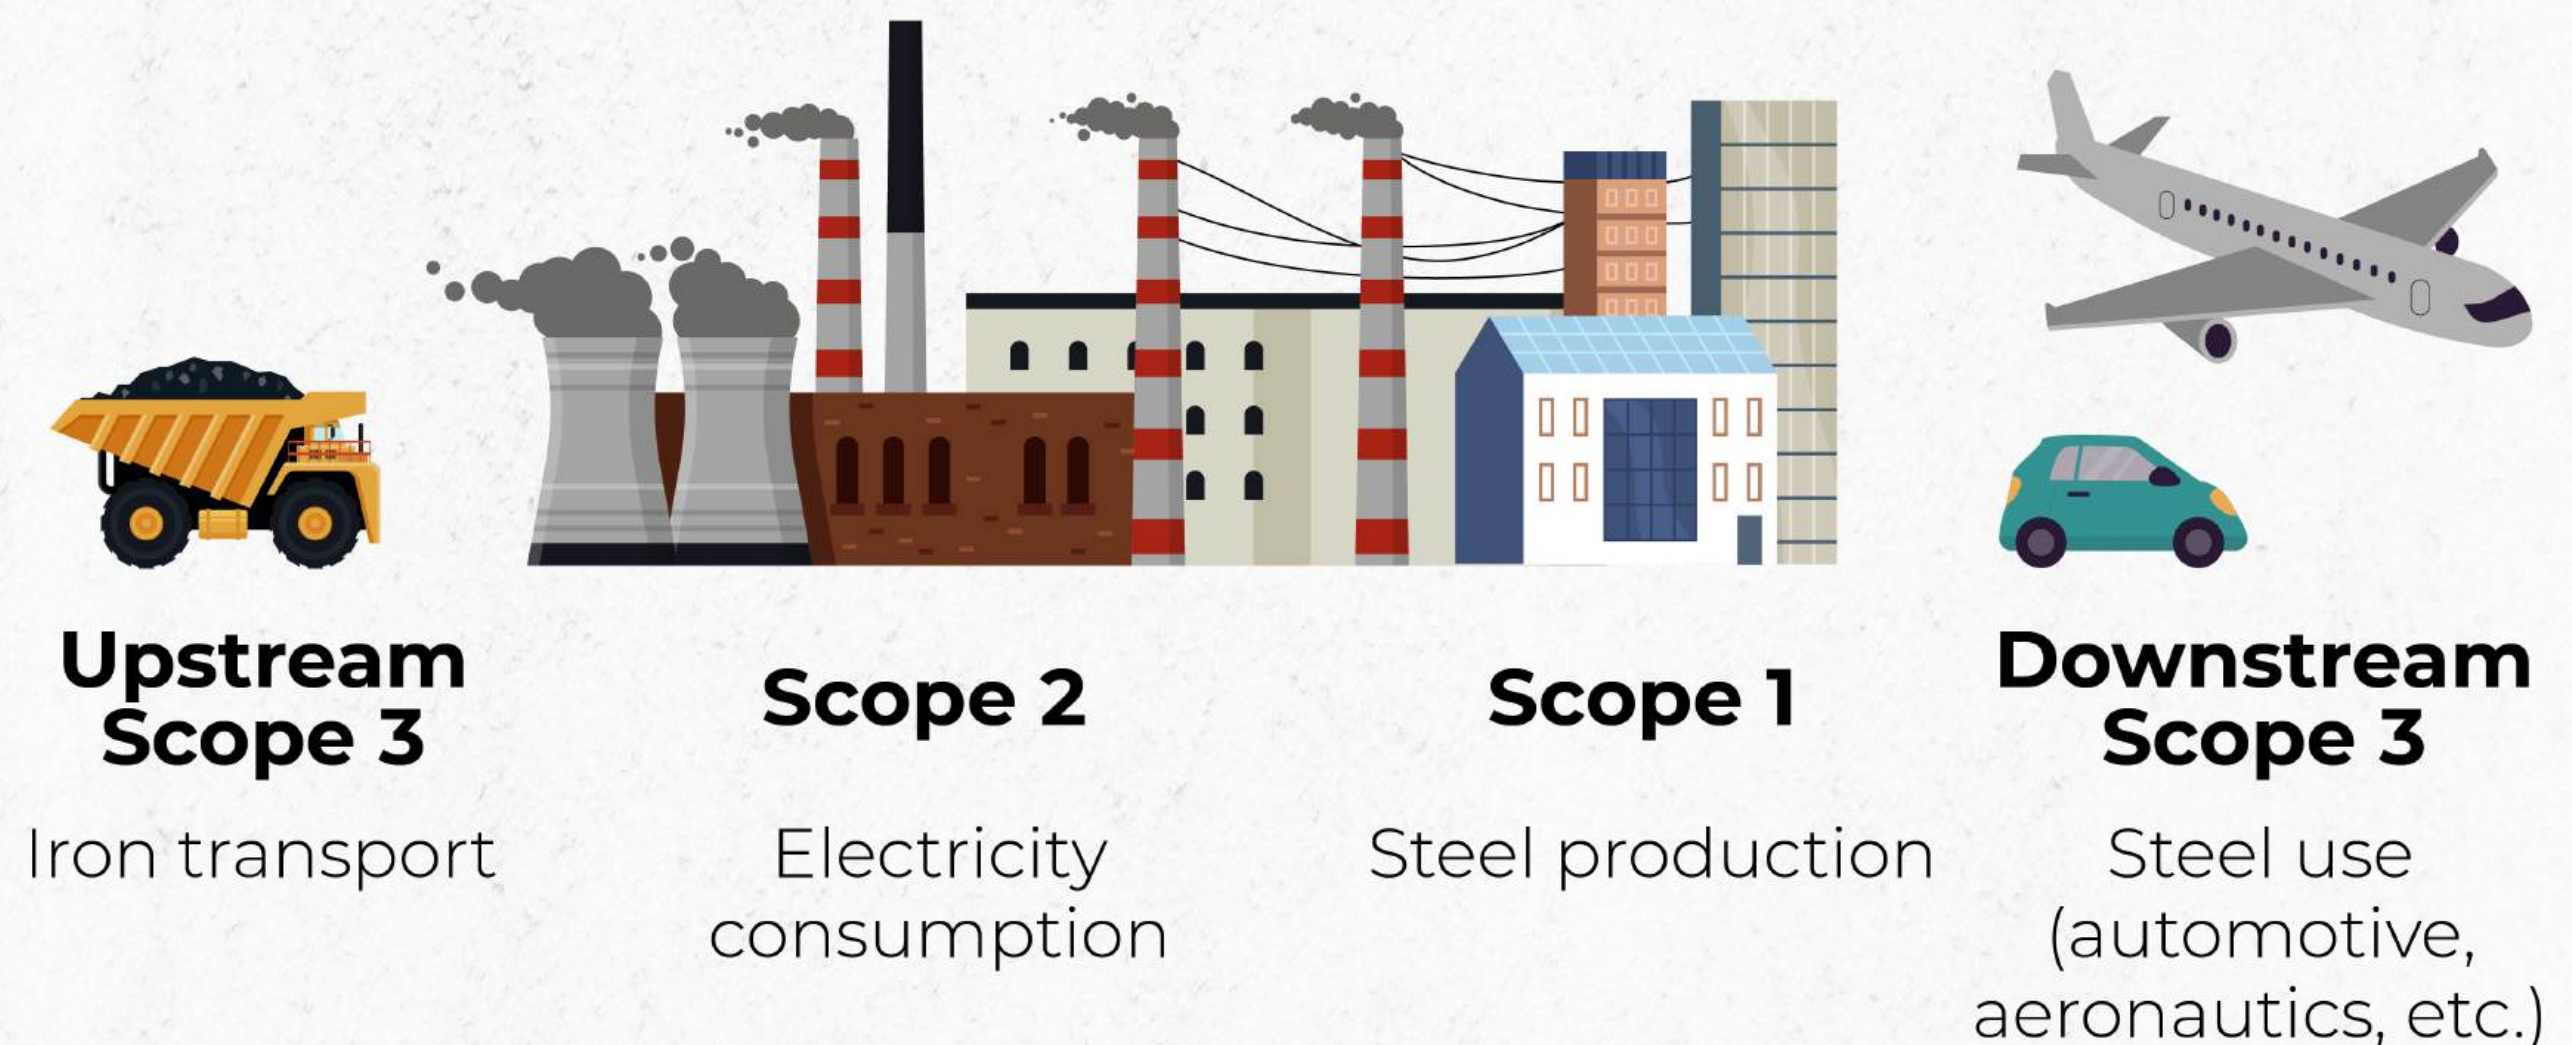 Upstream
Scope 3
Iron transport
Scope 2
Electricity
consumption
Scope 1
Steel production
Downstream
Scope 3
Steel use
(automotive,
aeronautics, etc.)